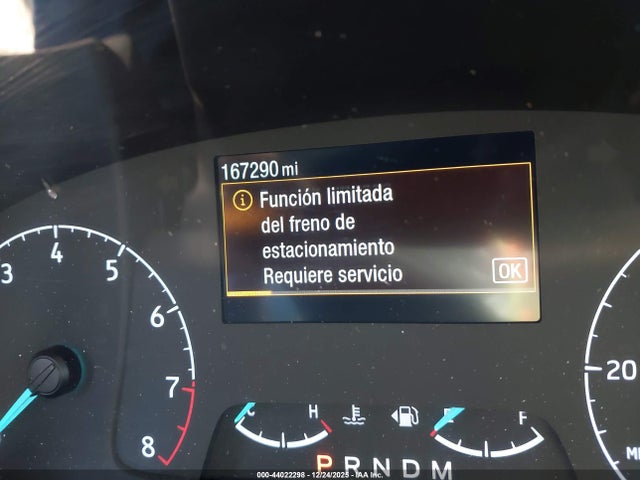 167290 mi
Función limitada
del freno de
estacionamiento
Requiere servicio
OK
3 4 5 6 7 8
20
C H
E F
P R N D M
000-44022298 - 12/24/2025 - IAA Inc.